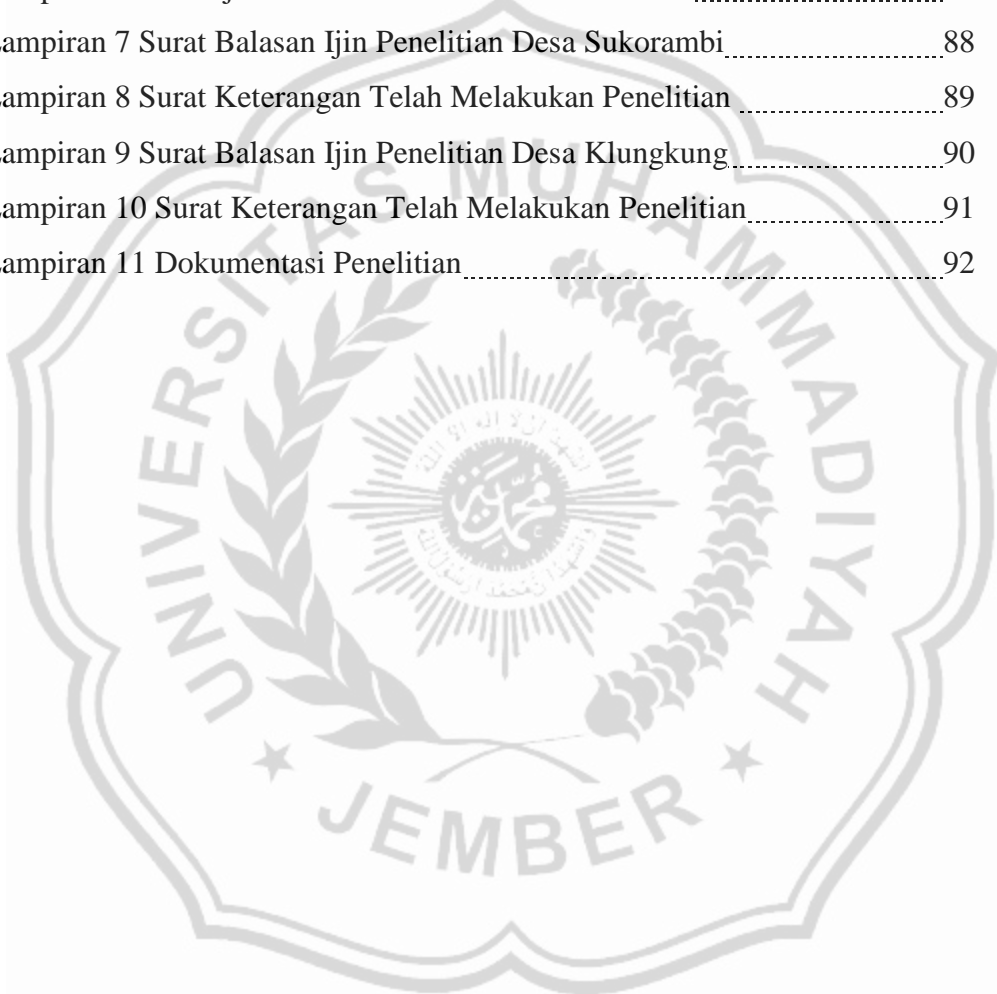 Lampiran 7 Surat Balasan Ijin Penelitian Desa Sukorambi 88
Lampiran 8 Surat Keterangan Telah Melakukan Penelitian 89
Lampiran 9 Surat Balasan Ijin Penelitian Desa Klungkung 90
Lampiran 10 Surat Keterangan Telah Melakukan Penelitian 91
Lampiran 11 Dokumentasi Penelitian 92
UNIVERSITAS MUHAMMADIYAH
JEMBER